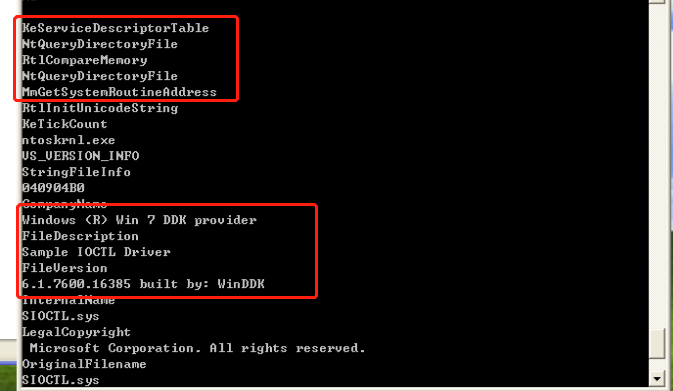 KeServiceDescriptorTable
NtQueryDirectoryFile
RtlCompareMemory
NtQueryDirectoryFile
MmGetSystemRoutineAddress
RtlInitUnicodeString
KeTickCount
ntoskrnl.exe
VS_VERSION_INFO
StringFileInfo
040904B0
CompanyName
Windows (R) Win 7 DDK provider
FileDescription
Sample IOCTL Driver
FileVersion
6.1.7600.16385 built by: WinDDK
InternalName
SIOCTL.sys
LegalCopyright
Microsoft Corporation. All rights reserved.
OriginalFilename
SIOCTL.sys